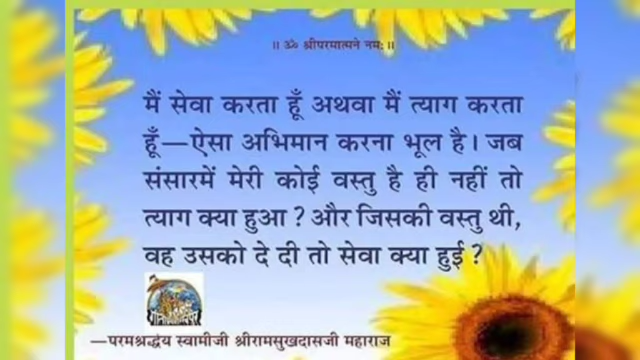 ॥ ॐ श्रीपरमात्मने नमः ॥
मैं सेवा करता हूँ अथवा मैं त्याग करता
हूँ—ऐसा अभिमान करना भूल है। जब
संसारमें मेरी कोई वस्तु है ही नहीं तो
त्याग क्या हुआ ? और जिसकी वस्तु थी,
वह उसको दे दी तो सेवा क्या हुई ?
—परमश्रद्धेय स्वामीजी श्रीरामसुखदासजी महाराज